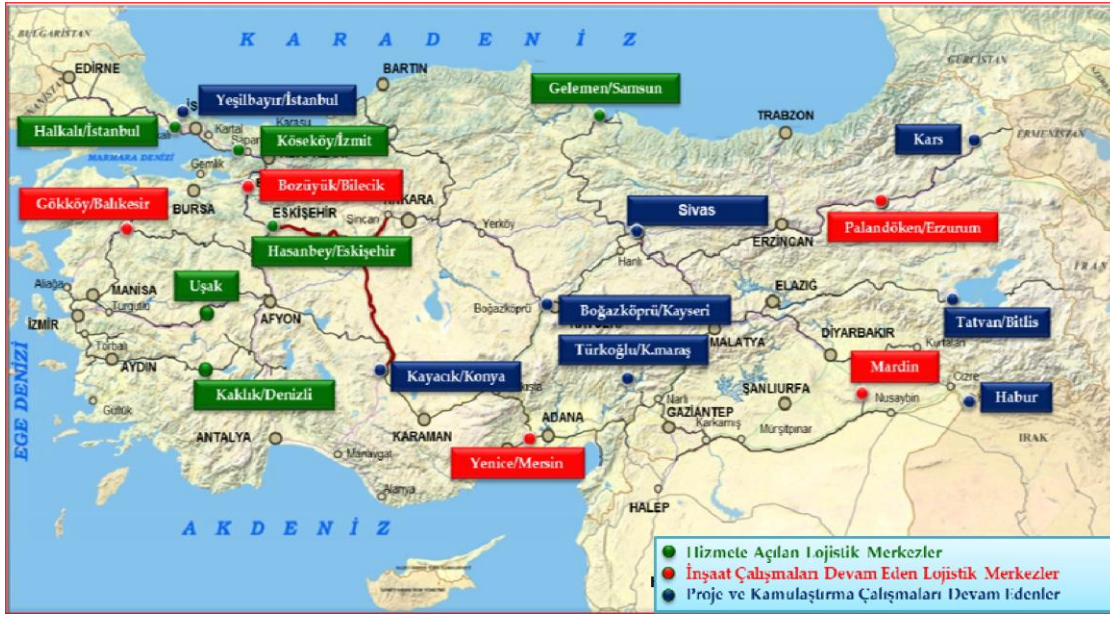 BULGARİSTAN
K A R A D E N İ Z
GÜRCİSTAN
EDİRNE
BARTIN
Gelemen/Samsun
Yeşilbayır/İstanbul
TRABZON
Halkalı/İstanbul
Kartal
Karasu
Kars
ERMENİSTAN
Köseköy/İzmit
MARMARA DENİZİ
Gemlik
Bozüyük/Bilecik
Gökköy/Balıkesir
BURSA
ESKİŞEHİR
Sincan
Yerköy
Sivas
Palandöken/Erzurum
ERZİNCAN
Hasanbey/Eskişehir
Hanlı
İRAN
Aliağa
MANİSA
Uşak
Turgutlu
ELAZIĞ
Boğazköprü
Boğazköprü/Kayseri
Tatvan/Bitlis
İZMİR
AFYON
DİYARBAKIR
Kurtalan
MALATYA
Torbalı
AYDIN
Türkoğlu/K.maraş
Mardin
Kayacık/Konya
Kaklık/Denizli
ŞANLIURFA
Cizre
Habur
EGE DENİZİ
Güllük
Narlı
Nusaybin
ANTALYA
KARAMAN
ADANA
GAZİANTEP
Karkamış
Mürşitpınar
IRAK
Manavgat
Yenice/Mersin
Alanya
HALEP
A K D E N İ Z
Hizmete Açılan Lojistik Merkezler
İnşaat Çalışmaları Devam Eden Lojistik Merkezler
Proje ve Kamulaştırma Çalışmaları Devam Edenler